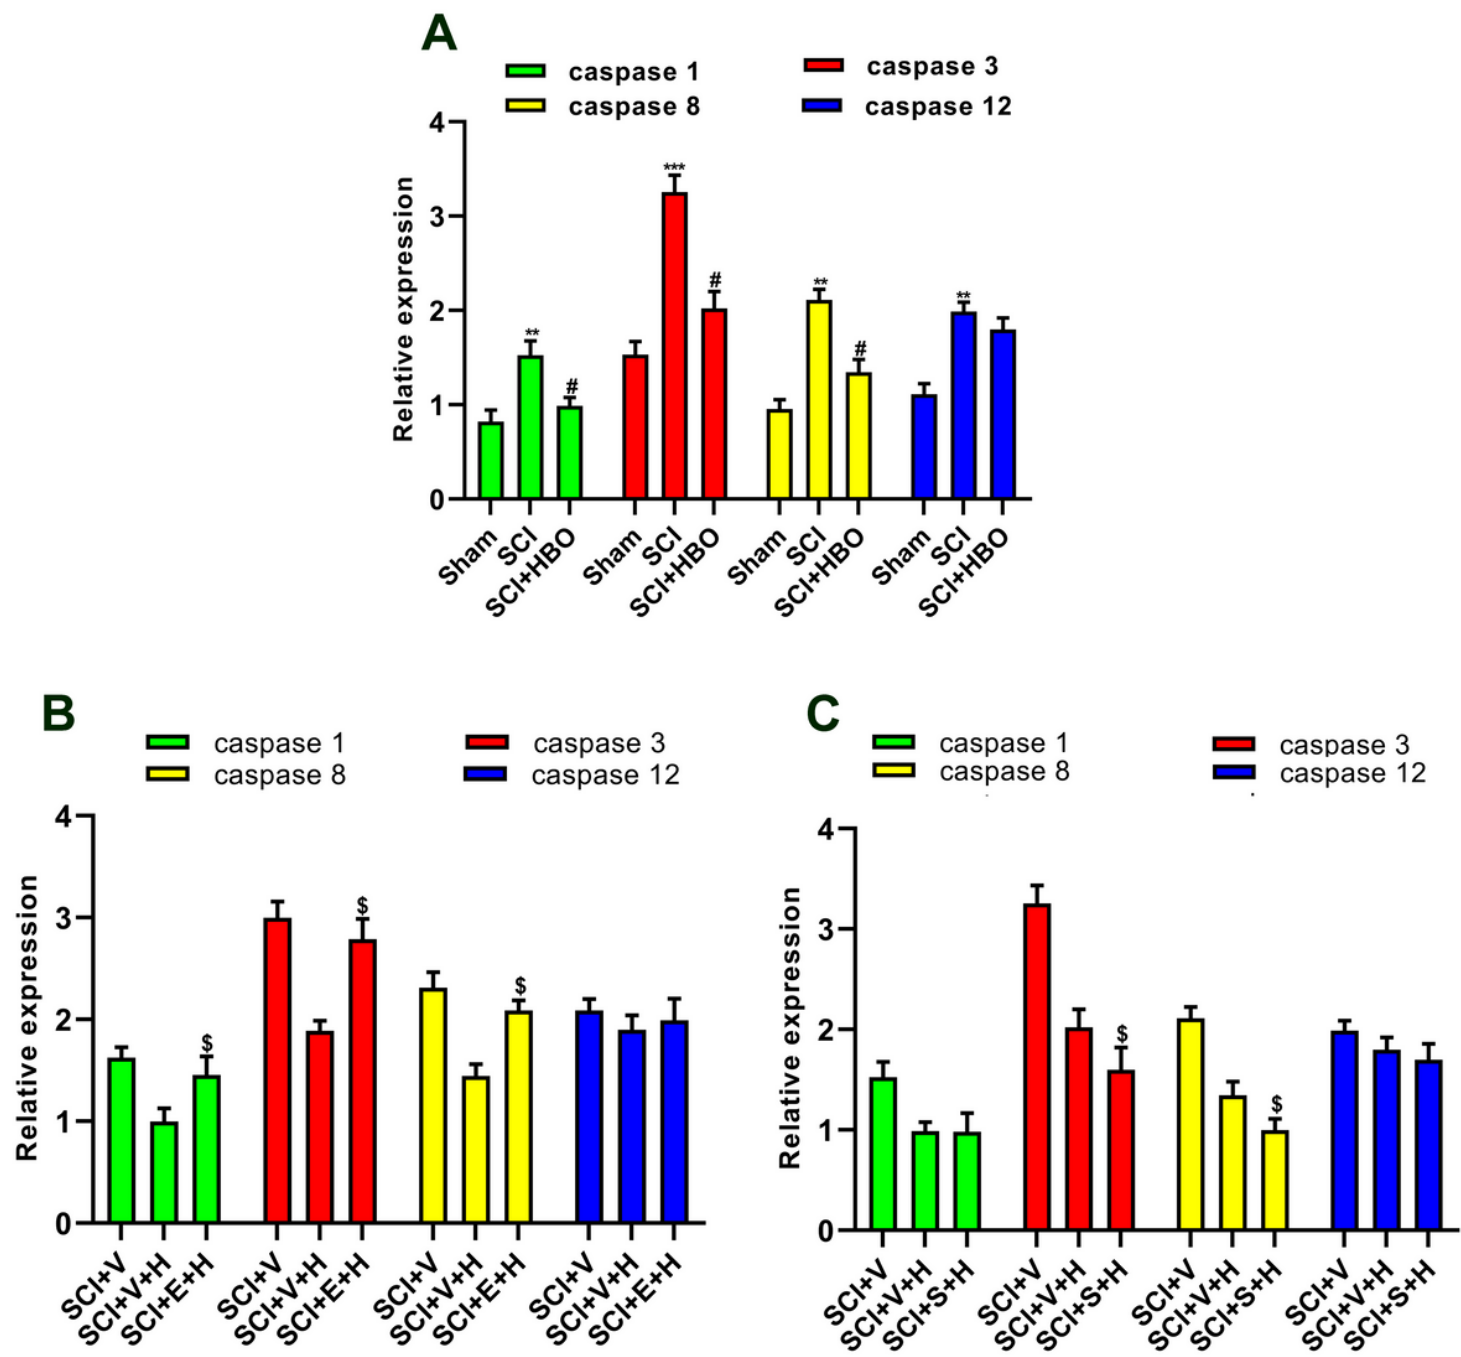 A
caspase 1
caspase 3
caspase 8
caspase 12
4
3
2
1
0
Relative expression
**
#
***
#
**
#
**
Sham
SCI
SCI+HBO
Sham
SCI
SCI+HBO
Sham
SCI
SCI+HBO
Sham
SCI
SCI+HBO
B
caspase 1
caspase 3
caspase 8
caspase 12
4
3
2
1
0
Relative expression
$
$
$
SCI+V
SCI+V+H
SCI+E+H
SCI+V
SCI+V+H
SCI+E+H
SCI+V
SCI+V+H
SCI+E+H
SCI+V
SCI+V+H
SCI+E+H
C
caspase 1
caspase 3
caspase 8
caspase 12
4
3
2
1
0
Relative expression
$
$
SCI+V
SCI+V+H
SCI+S+H
SCI+V
SCI+V+H
SCI+S+H
SCI+V
SCI+V+H
SCI+S+H
SCI+V
SCI+V+H
SCI+S+H